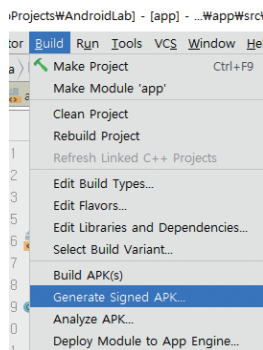 Projects₩AndroidLab] - [app] - ...₩app₩src
tor Build Run Tools VCS Window He
Make Project Ctrl+F9
Make Module 'app'
Clean Project
Rebuild Project
Refresh Linked C++ Projects
Edit Build Types...
Edit Flavors...
Edit Libraries and Dependencies...
Select Build Variant...
Build APK(s)
Generate Signed APK...
Analyze APK...
Deploy Module to App Engine...